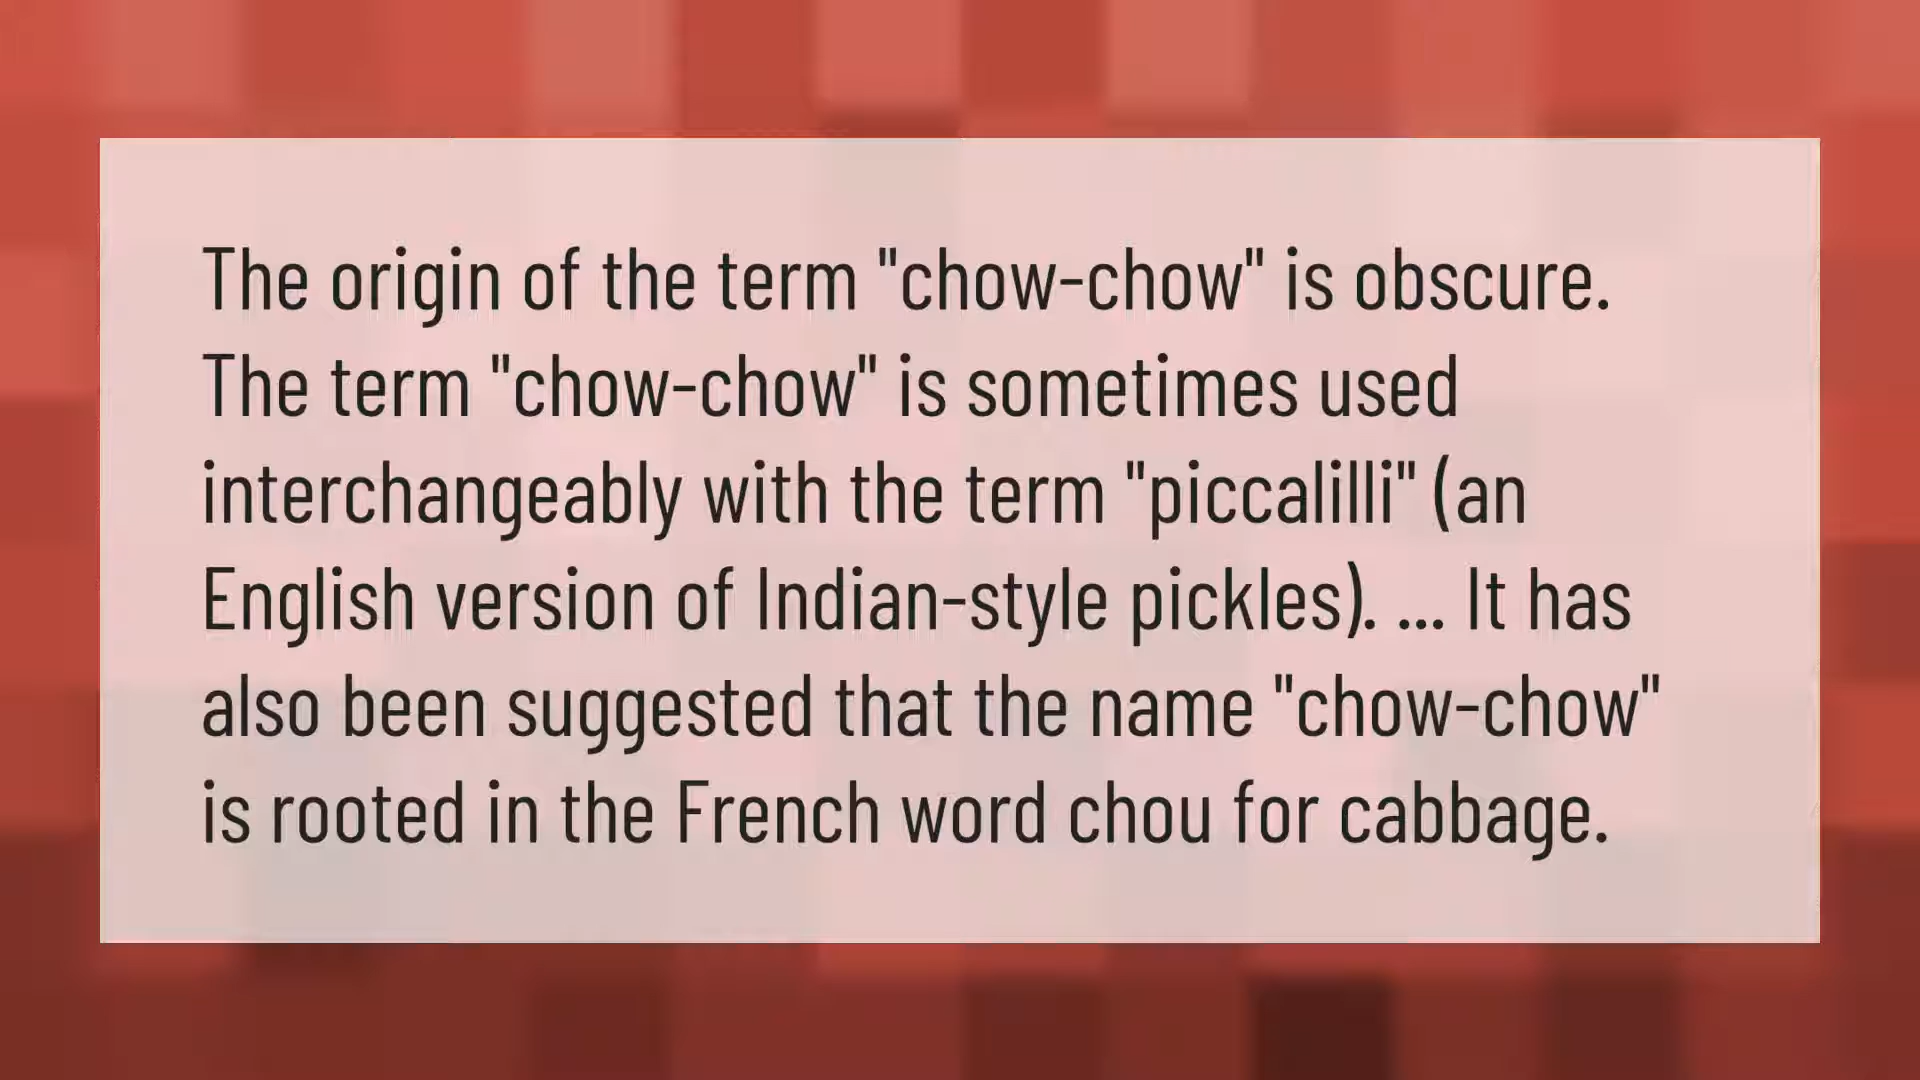 The origin of the term "chow-chow" is obscure.
The term "chow-chow" is sometimes used
interchangeably with the term "piccalilli" (an
English version of Indian-style pickles). ... It has
also been suggested that the name "chow-chow"
is rooted in the French word chou for cabbage.